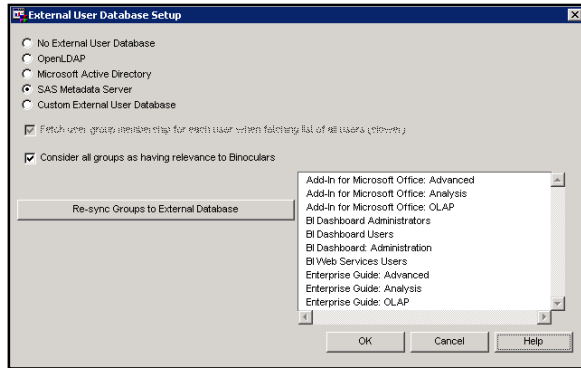 External User Database Setup
No External User Database
OpenLDAP
Microsoft Active Directory
SAS Metadata Server
Custom External User Database
Fetch user group membership for each user when fetching list of all users (slower)
Consider all groups as having relevance to Binoculars
Re-sync Groups to External Database
Add-In for Microsoft Office: Advanced
Add-In for Microsoft Office: Analysis
Add-In for Microsoft Office: OLAP
BI Dashboard Administrators
BI Dashboard Users
BI Dashboard: Administration
BI Web Services Users
Enterprise Guide: Advanced
Enterprise Guide: Analysis
Enterprise Guide: OLAP
OK
Cancel
Help